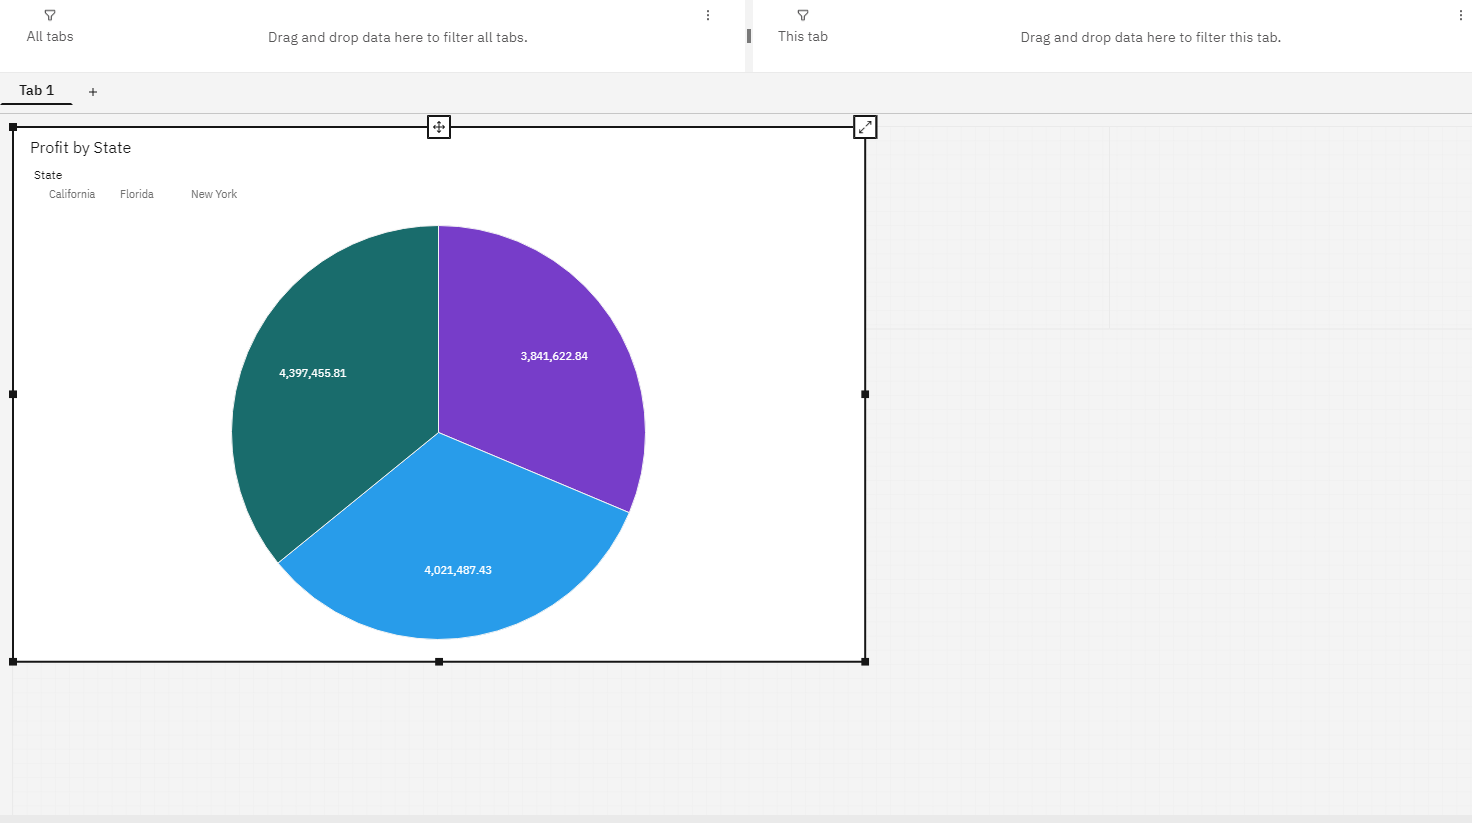 All tabs
Drag and drop data here to filter all tabs.
This tab
Drag and drop data here to filter this tab.
Tab 1 +
Profit by State
State
California Florida New York
3,841,622.84
4,397,455.81
4,021,487.43